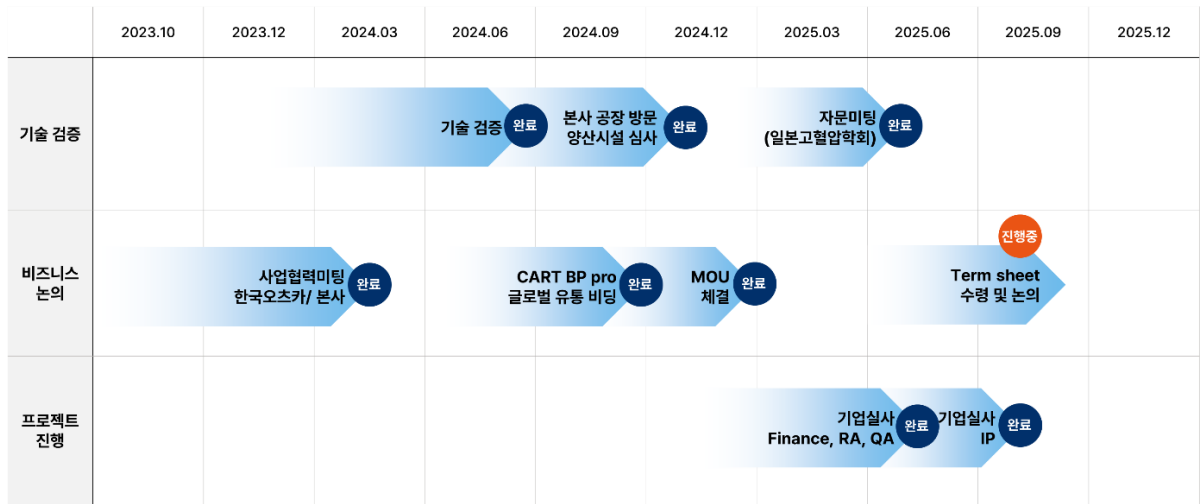 2023.10
2023.12
2024.03
2024.06
2024.09
2024.12
2025.03
2025.06
2025.09
2025.12
기술 검증
기술 검증
완료
본사 공장 방문
양산시설 심사
완료
자문미팅
(일본고혈압학회)
완료
비즈니스
논의
사업협력미팅
한국오츠카/ 본사
완료
CART BP pro
글로벌 유통 비딩
완료
MOU
체결
완료
진행중
Term sheet
수령 및 논의
프로젝트
진행
기업실사
Finance, RA, QA
완료
기업실사
IP
완료